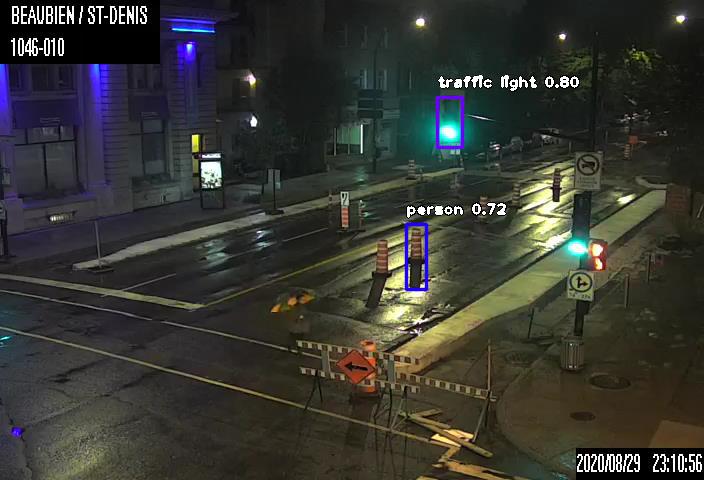 BEAUBIEN / ST-DENIS
1046-010
traffic light 0.80
person 0.72
2020/08/29 23:10:56